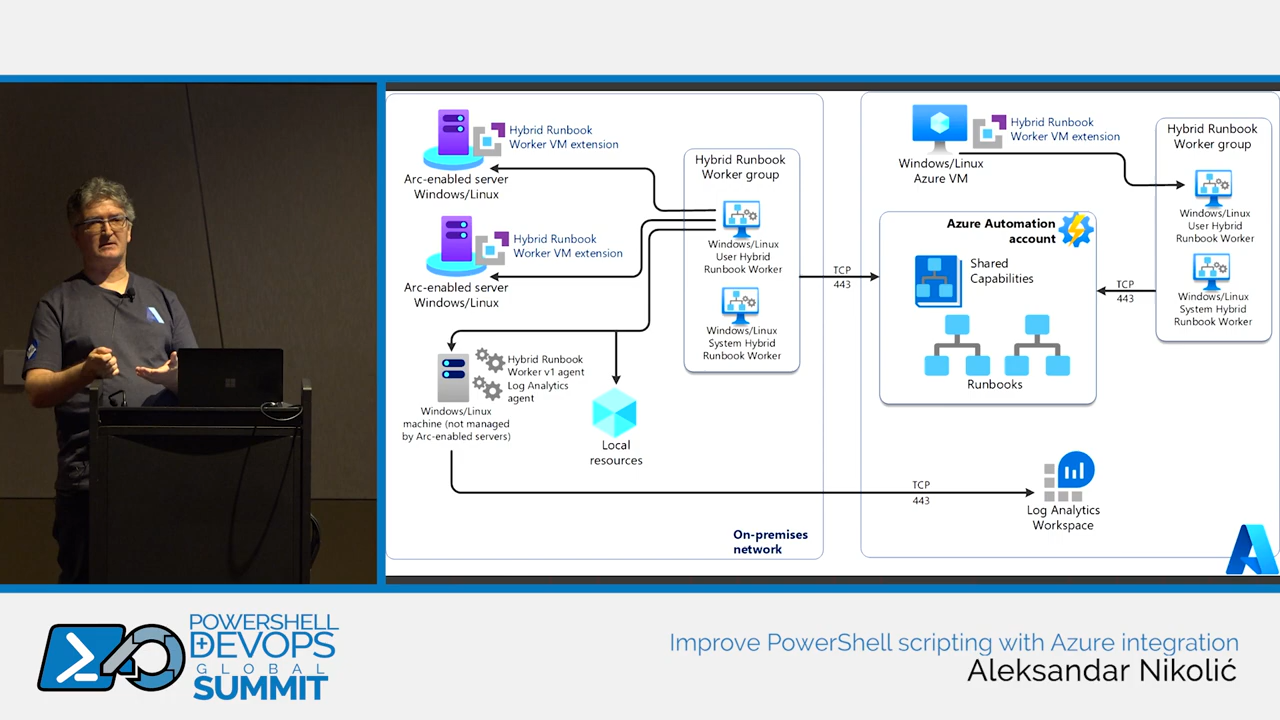 Hybrid Runbook
Worker VM extension
Arc-enabled server
Windows/Linux
Hybrid Runbook
Worker VM extension
Arc-enabled server
Windows/Linux
Hybrid Runbook
Worker v1 agent
Log Analytics
agent
Windows/Linux
machine (not managed
by Arc-enabled servers)
Local
resources
Hybrid Runbook
Worker group
Windows/Linux
User Hybrid
Runbook Worker
Windows/Linux
System Hybrid
Runbook Worker
On-premises
network
TCP
443
Hybrid Runbook
Worker VM extension
Windows/Linux
Azure VM
Hybrid Runbook
Worker group
Windows/Linux
User Hybrid
Runbook Worker
Windows/Linux
System Hybrid
Runbook Worker
TCP
443
Azure Automation
account
Shared
Capabilities
Runbooks
TCP
443
Log Analytics
Workspace
POWERSHELL
DEVOPS
GLOBAL
SUMMIT
Improve PowerShell scripting with Azure integration
Aleksandar Nikolić